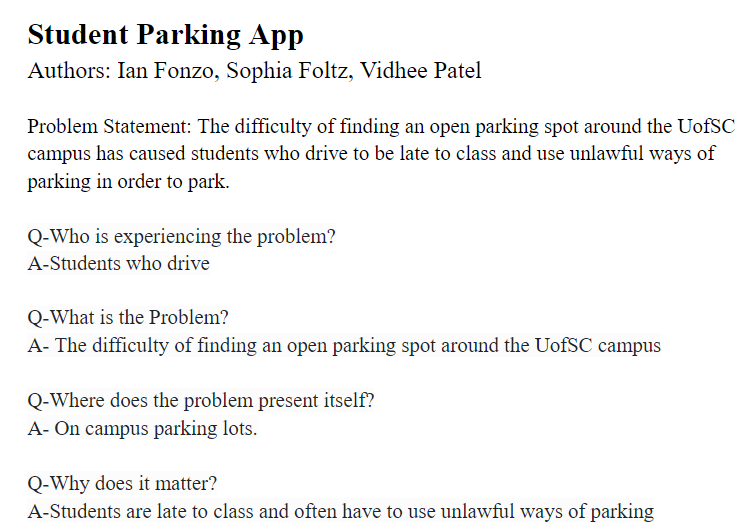 Student Parking App
Authors: Ian Fonzo, Sophia Foltz, Vidhee Patel
Problem Statement: The difficulty of finding an open parking spot around the UofSC
campus has caused students who drive to be late to class and use unlawful ways of
parking in order to park.
Q-Who is experiencing the problem?
A-Students who drive
Q-What is the Problem?
A- The difficulty of finding an open parking spot around the UofSC campus
Q-Where does the problem present itself?
A- On campus parking lots.
Q-Why does it matter?
A-Students are late to class and often have to use unlawful ways of parking